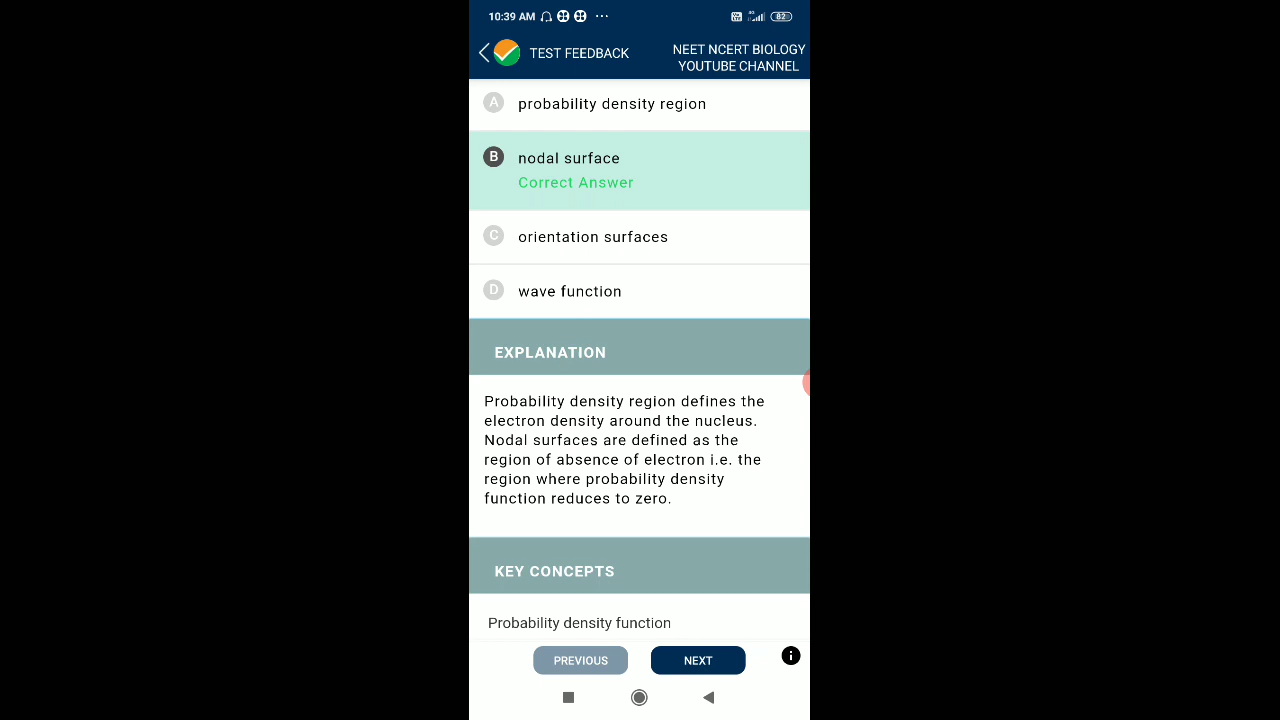 10:39 AM ... 4G 82
TEST FEEDBACK
NEET NCERT BIOLOGY
YOUTUBE CHANNEL
A probability density region
B nodal surface
Correct Answer
C orientation surfaces
D wave function
EXPLANATION
Probability density region defines the
electron density around the nucleus.
Nodal surfaces are defined as the
region of absence of electron i.e. the
region where probability density
function reduces to zero.
KEY CONCEPTS
Probability density function
PREVIOUS NEXT